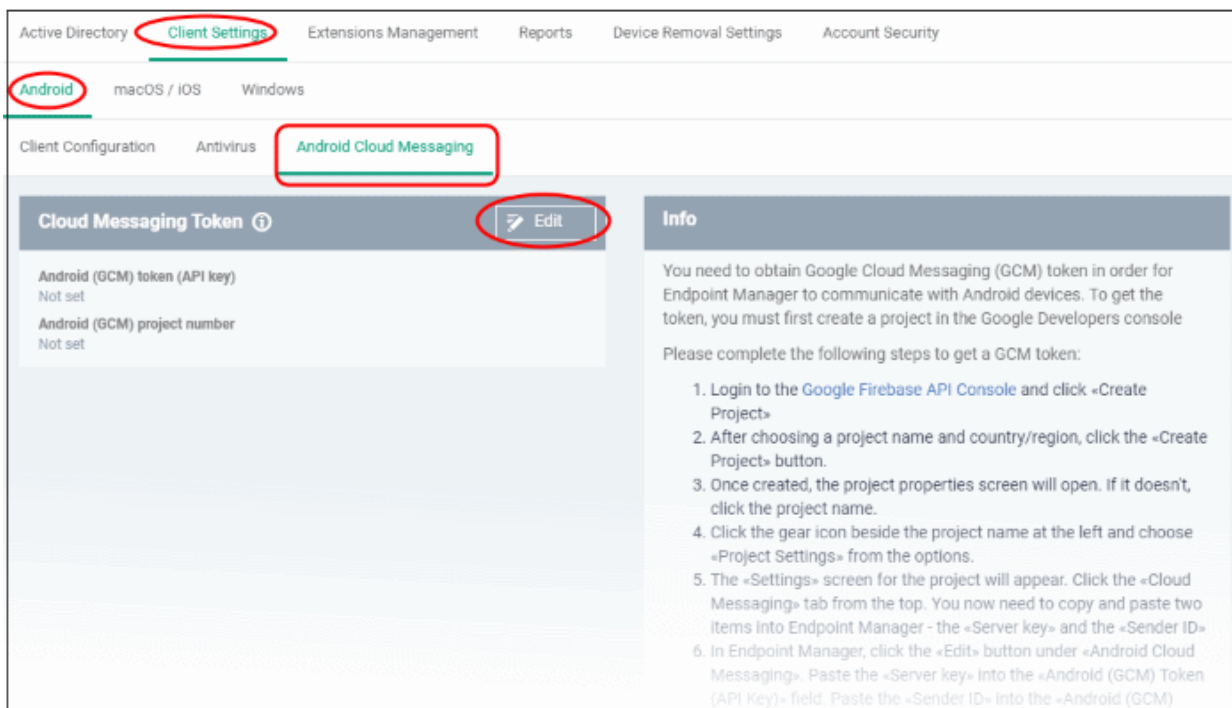 Active Directory Client Settings Extensions Management Reports Device Removal Settings Account Security
Android macOS / iOS Windows
Client Configuration Antivirus Android Cloud Messaging
Cloud Messaging Token Edit
Android (GCM) token (API key)
Not set
Android (GCM) project number
Not set
Info
You need to obtain Google Cloud Messaging (GCM) token in order for
Endpoint Manager to communicate with Android devices. To get the
token, you must first create a project in the Google Developers console
Please complete the following steps to get a GCM token:
1. Login to the Google Firebase API Console and click «Create
Project»
2. After choosing a project name and country/region, click the «Create
Project» button.
3. Once created, the project properties screen will open. If it doesn't,
click the project name.
4. Click the gear icon beside the project name at the left and choose
«Project Settings» from the options.
5. The «Settings» screen for the project will appear. Click the «Cloud
Messaging» tab from the top. You now need to copy and paste two
items into Endpoint Manager - the «Server key» and the «Sender ID»
6. In Endpoint Manager, click the «Edit» button under «Android Cloud
Messaging». Paste the «Server key» into the «Android (GCM) Token
(API Key)» field. Paste the «Sender ID» into the «Android (GCM)